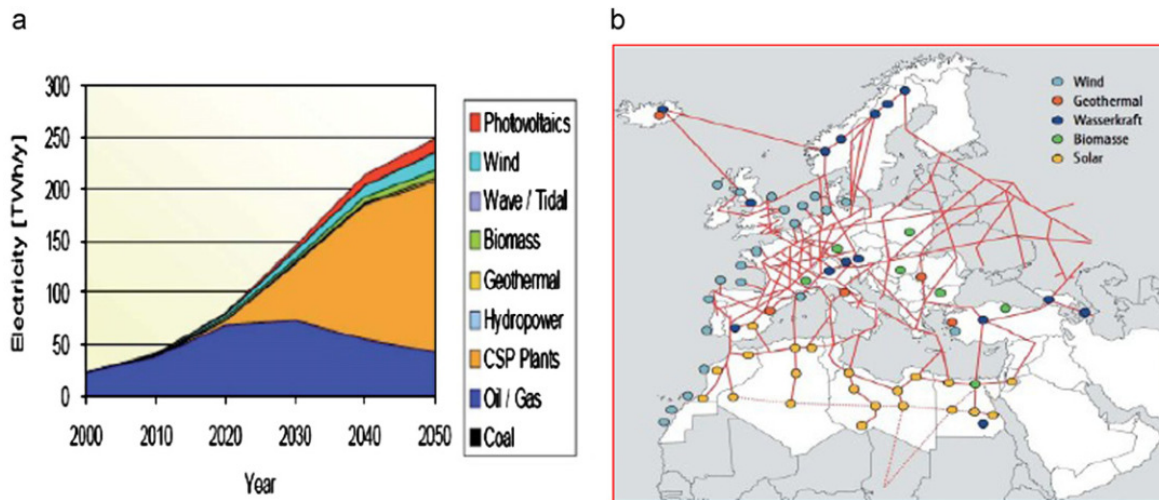 a
Electricity [TWh/y]
300
250
200
150
100
50
0
2000 2010 2020 2030 2040 2050
Year
Photovoltaics
Wind
Wave / Tidal
Biomass
Geothermal
Hydropower
CSP Plants
Oil / Gas
Coal
b
Wind
Geothermal
Wasserkraft
Biomasse
Solar